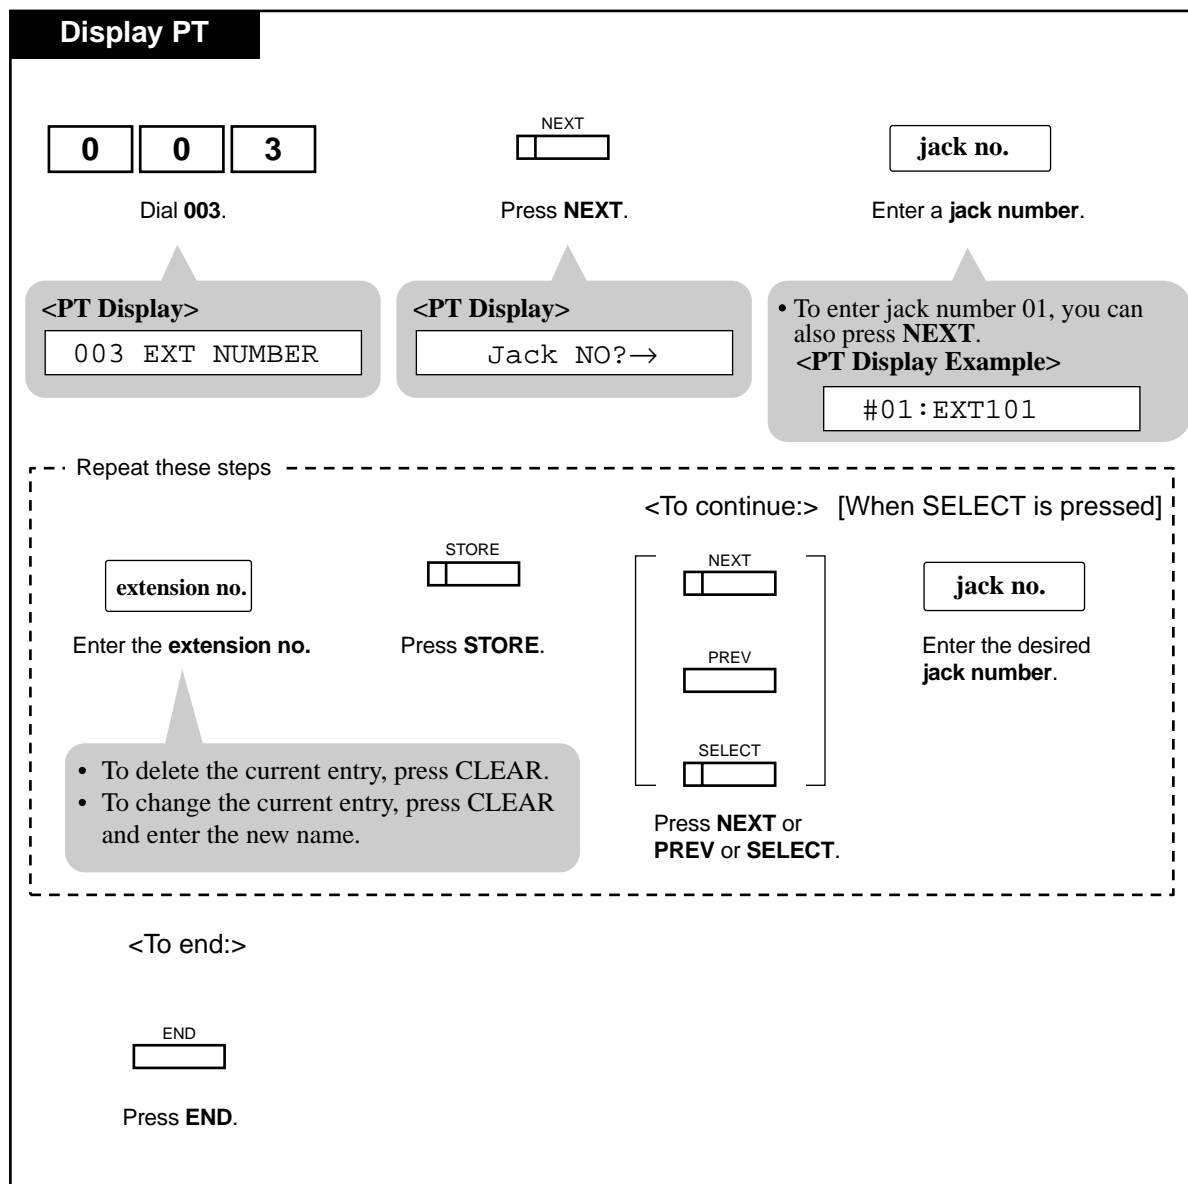 Display PT
0 0 3
NEXT
jack no.
Dial 003.
Press NEXT.
Enter a jack number.
<PT Display>
003 EXT NUMBER
<PT Display>
Jack NO?→
• To enter jack number 01, you can
also press NEXT.
<PT Display Example>
#01:EXT101
Repeat these steps
<To continue:> [When SELECT is pressed]
extension no.
Enter the extension no.
STORE
Press STORE.
NEXT
PREV
SELECT
Press NEXT or
PREV or SELECT.
jack no.
Enter the desired
jack number.
• To delete the current entry, press CLEAR.
• To change the current entry, press CLEAR
and enter the new name.
<To end:>
END
Press END.